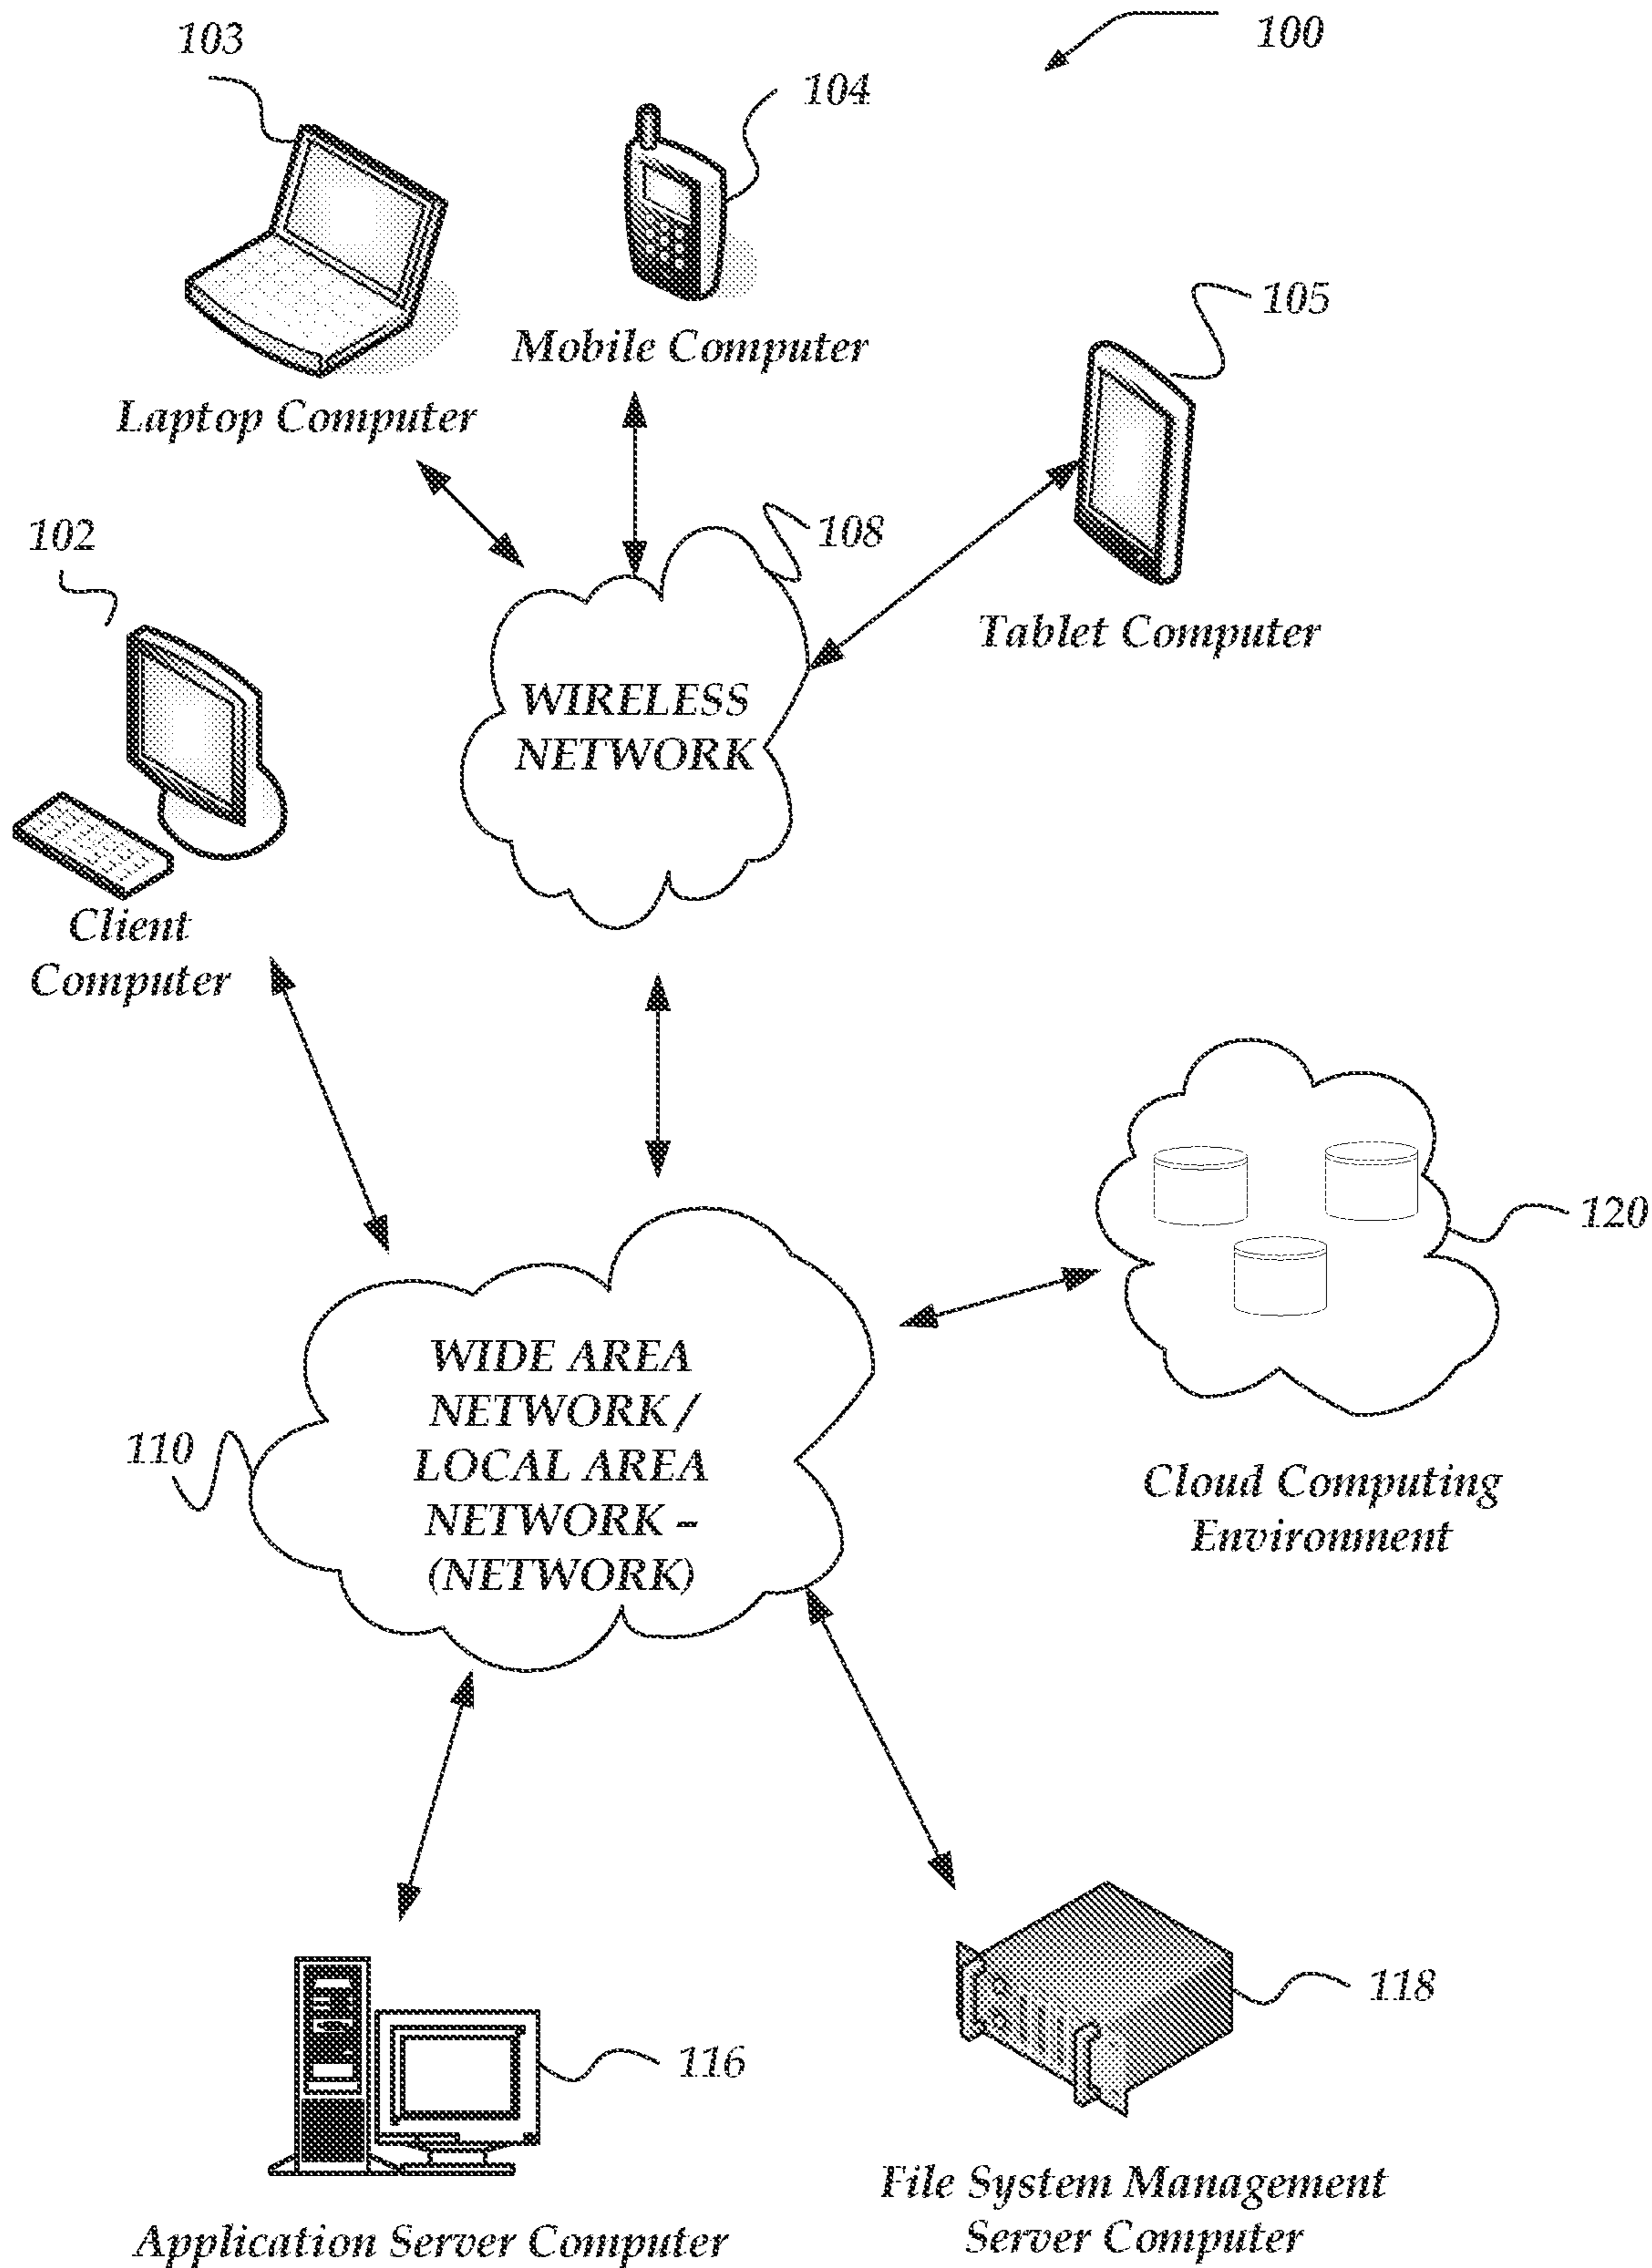 100
103
104
Mobile Computer
105
Laptop Computer
102
108
Tablet Computer
WIRELESS
NETWORK
Client
Computer
120
WIDE AREA
NETWORK /
LOCAL AREA
NETWORK –
(NETWORK)
110
Cloud Computing
Environment
116
118
File System Management
Server Computer
Application Server Computer